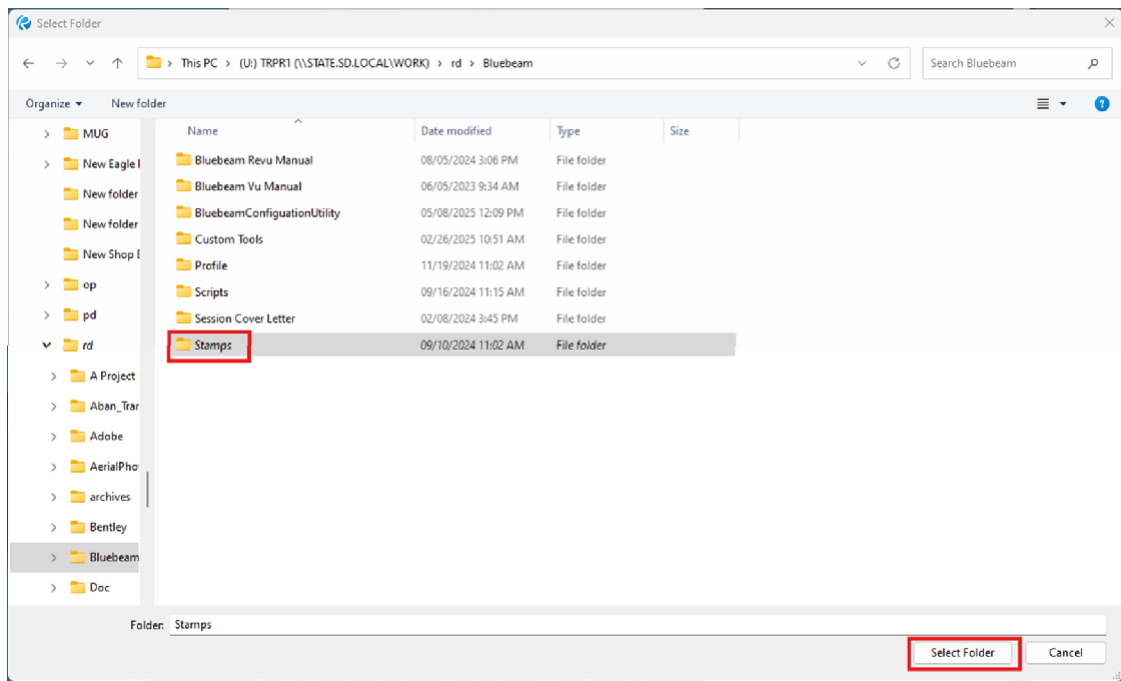 Select Folder
This PC > (U:) TRPR1 (\\STATE.SD.LOCAL\WORK) > rd > Bluebeam
Search Bluebeam
Organize New folder
Name Date modified Type Size
MUG
New Eagle
New folder
New folder
New Shop
op
pd
rd
A Project
Aban_Trar
Adobe
AerialPho
archives
Bentley
Bluebeam
Doc
Bluebeam Revu Manual 08/05/2024 3:06 PM File folder
Bluebeam Vu Manual 06/05/2023 9:34 AM File folder
BluebeamConfiguationUtility 05/08/2025 12:09 PM File folder
Custom Tools 02/26/2025 10:51 AM File folder
Profile 11/19/2024 11:02 AM File folder
Scripts 09/16/2024 11:15 AM File folder
Session Cover Letter 02/08/2024 3:45 PM File folder
Stamps 09/10/2024 11:02 AM File folder
Folder: Stamps
Select Folder Cancel